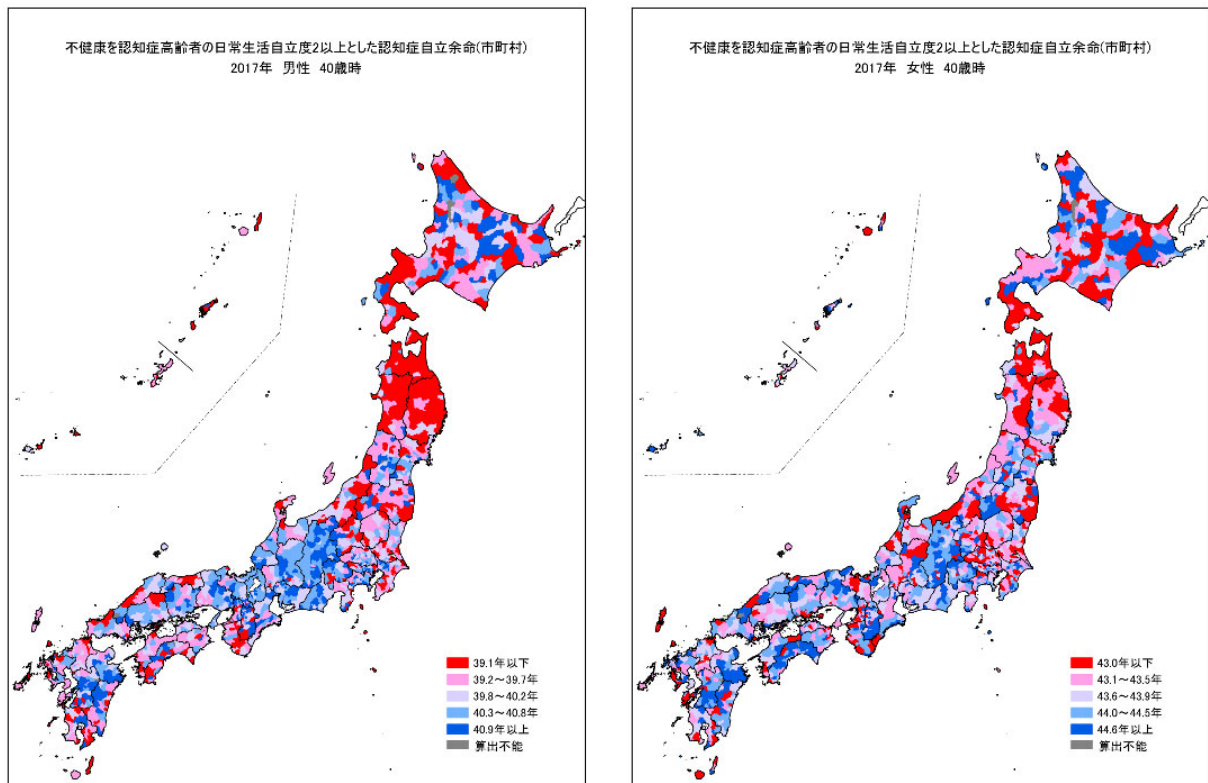 不健康を認知症高齢者の日常生活自立度2以上とした認知症自立余命(市町村)
2017年 男性 40歳時
39.1年以下
39.2～39.7年
39.8～40.2年
40.3～40.8年
40.9年以上
算出不能
不健康を認知症高齢者の日常生活自立度2以上とした認知症自立余命(市町村)
2017年 女性 40歳時
43.0年以下
43.1～43.5年
43.6～43.9年
44.0～44.5年
44.6年以上
算出不能